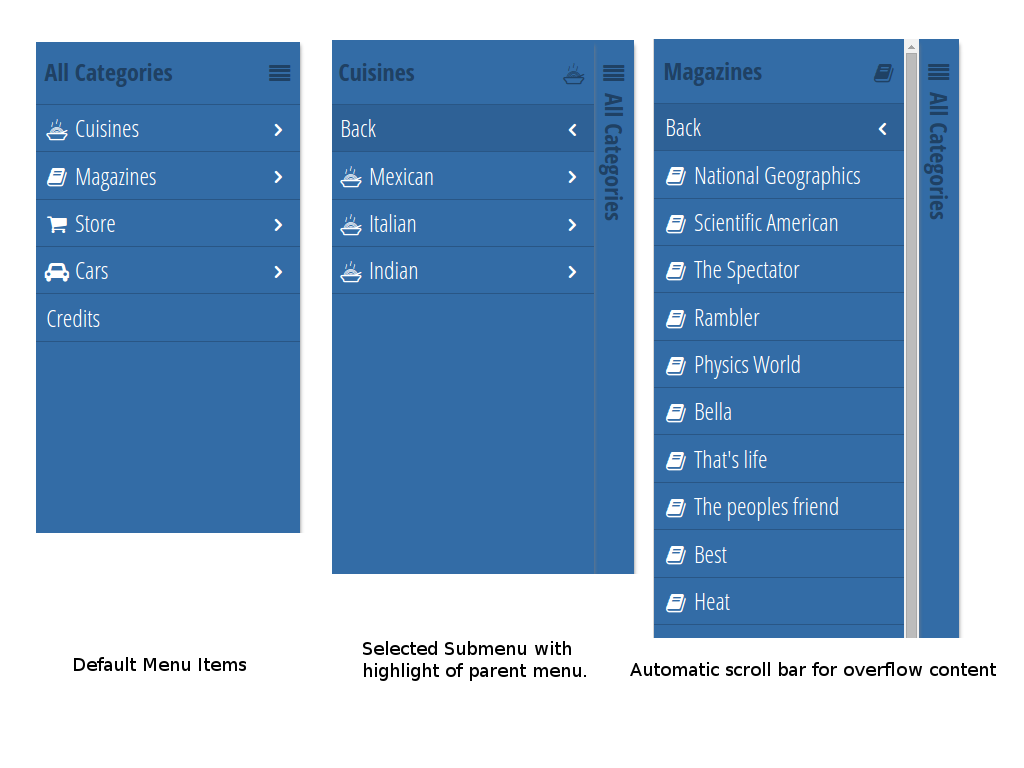 All Categories
Cuisines
Magazines
Store
Cars
Credits
Default Menu Items
Cuisines
Back
Mexican
Italian
Indian
All Categories
Selected Submenu with
highlight of parent menu.
Magazines
Back
National Geographics
Scientific American
The Spectator
Rambler
Physics World
Bella
That's life
The peoples friend
Best
Heat
All Categories
Automatic scroll bar for overflow content